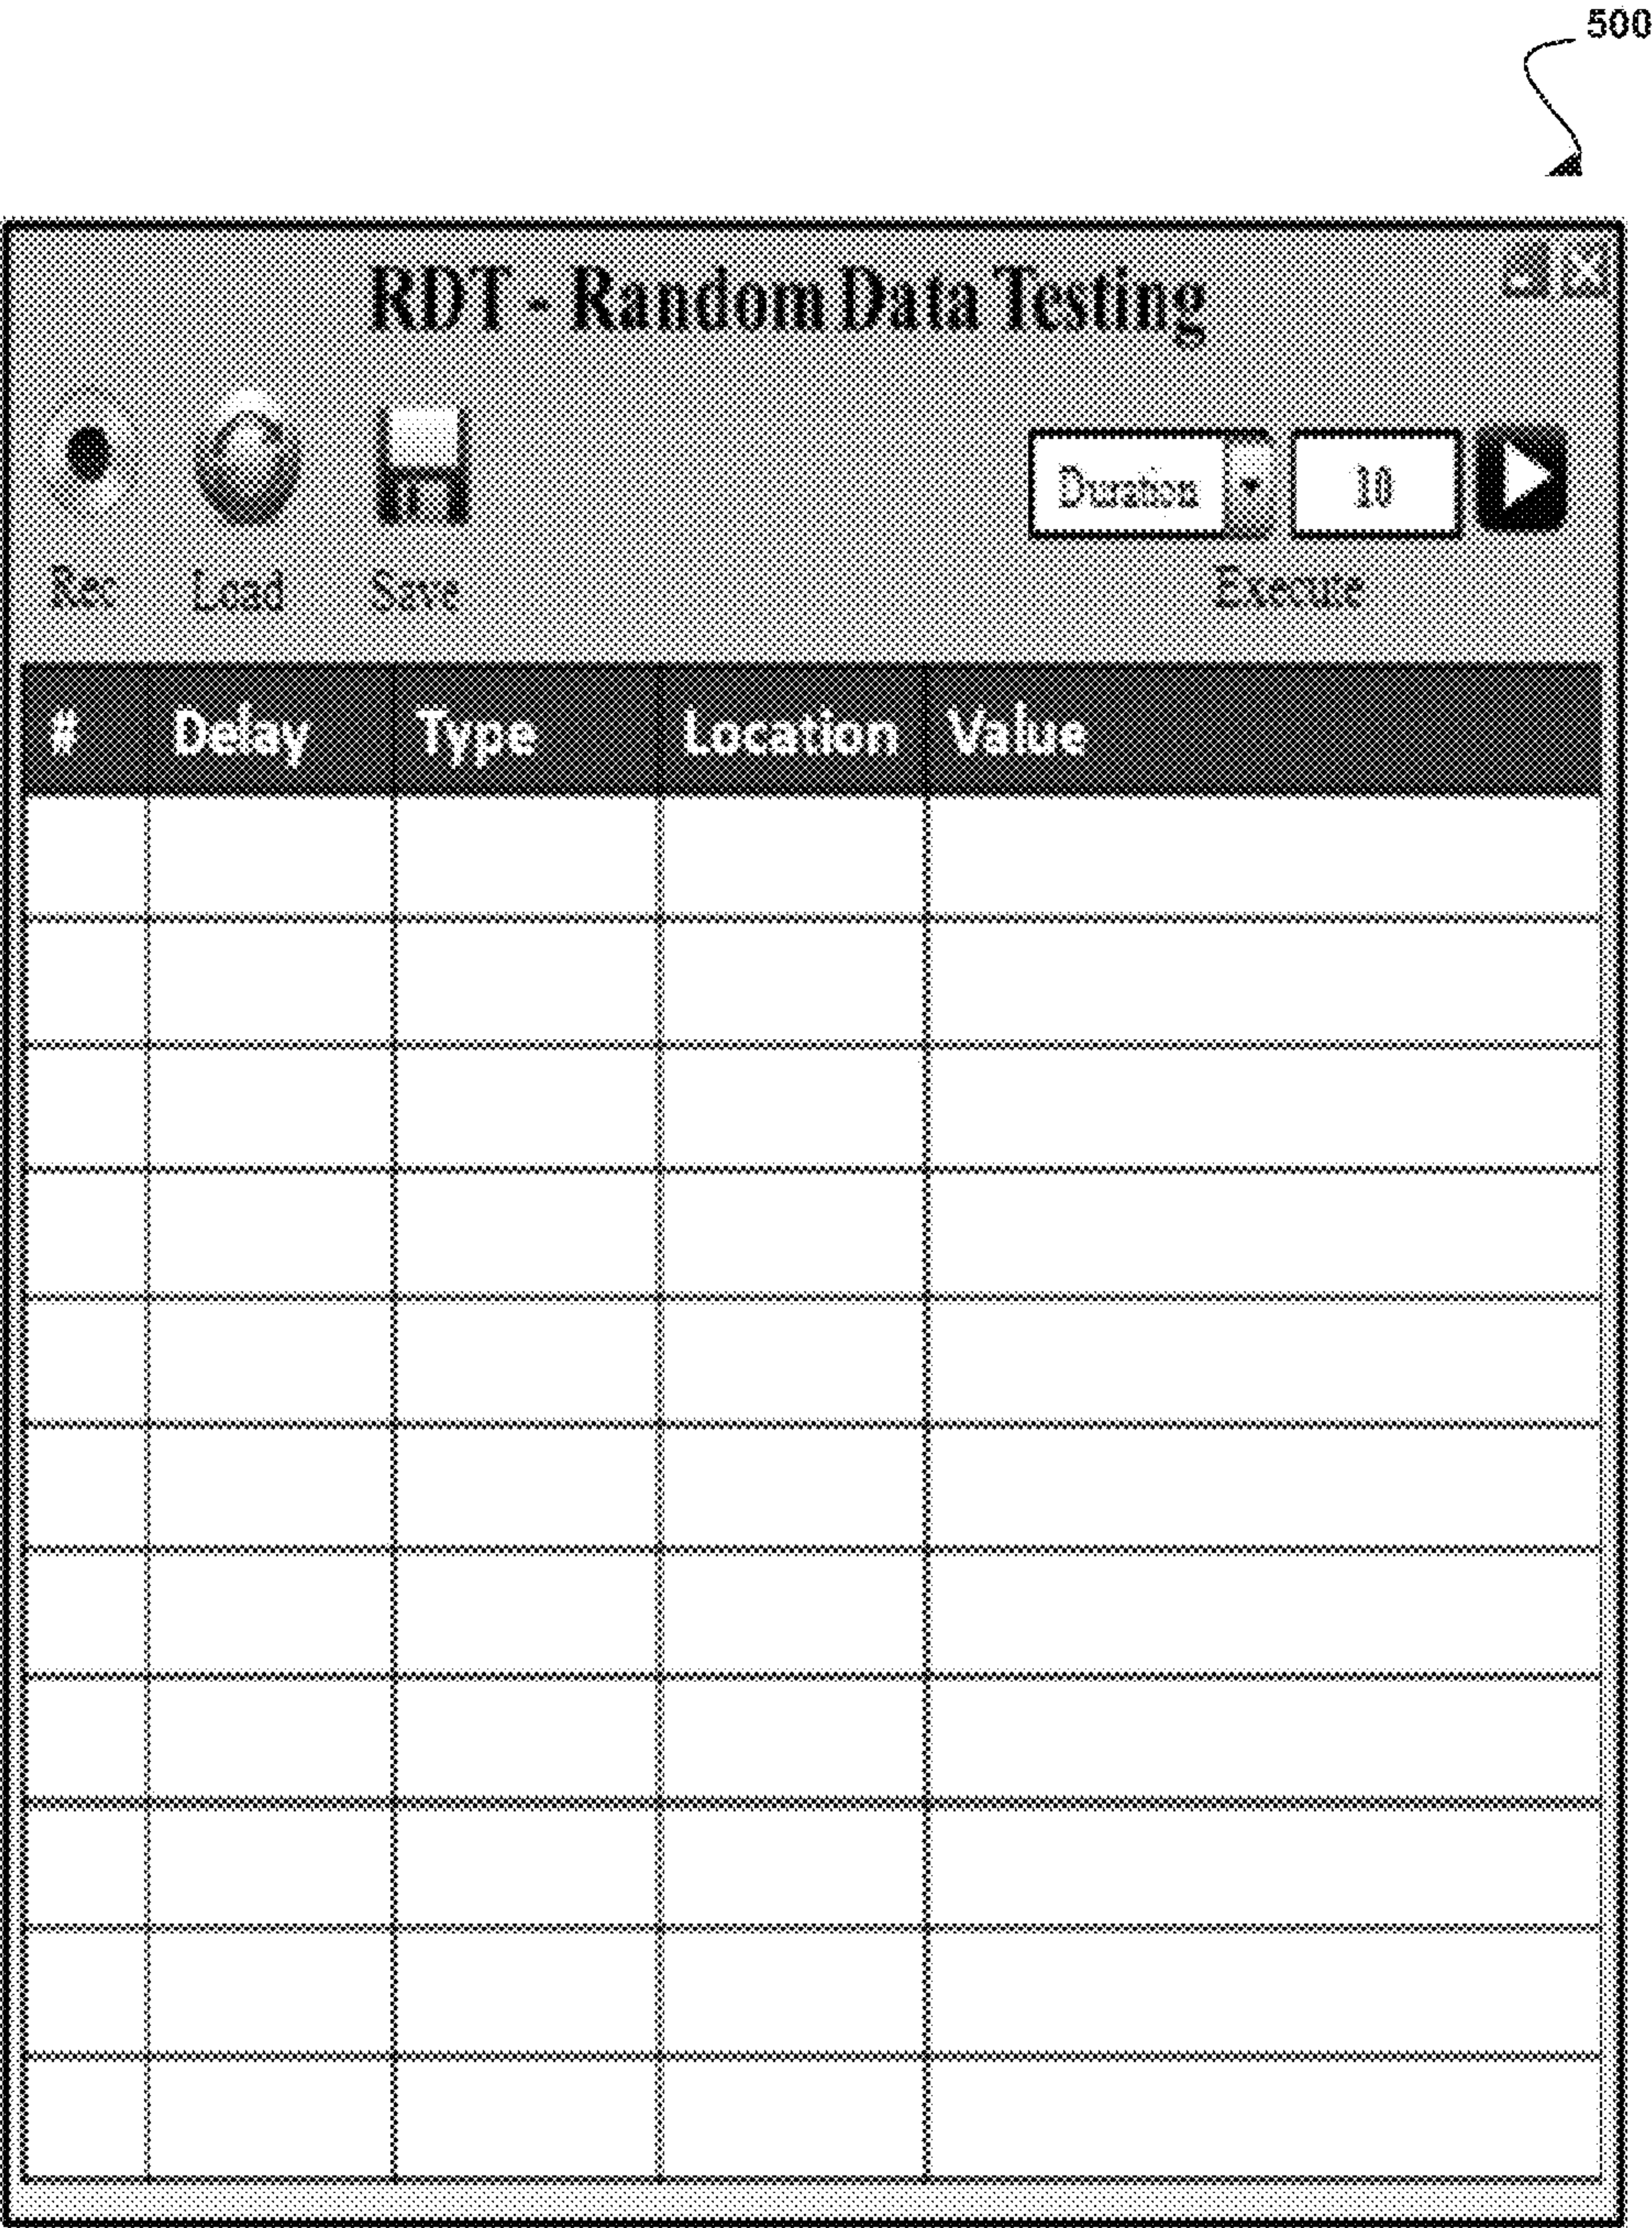 500
RDT - Random Data Testing
Duration 10
Rec Load Save Execute
# Delay Type Location Value